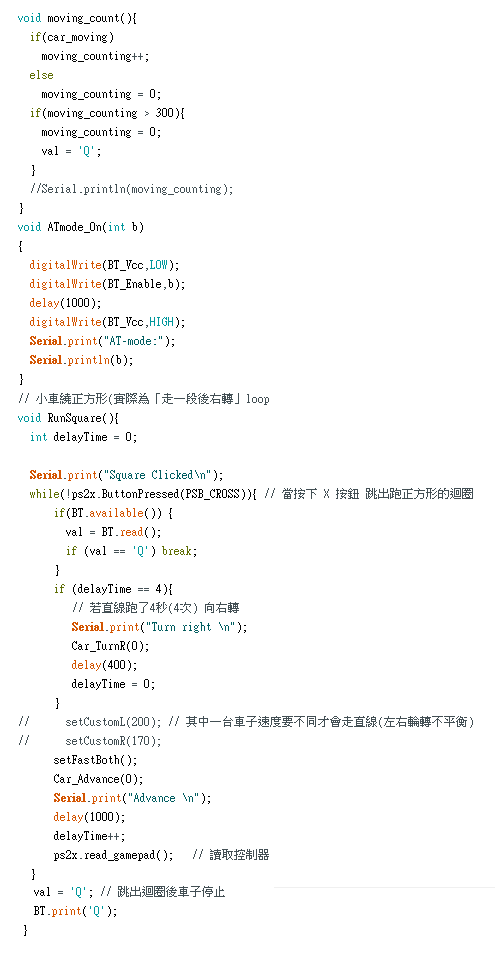 void moving_count(){
if(car_moving)
moving_counting++;
else
moving_counting = 0;
if(moving_counting > 300){
moving_counting = 0;
val = 'Q';
}
//Serial.println(moving_counting);
}
void ATmode_On(int b)
{
digitalWrite(BT_Vcc,LOW);
digitalWrite(BT_Enable,b);
delay(1000);
digitalWrite(BT_Vcc,HIGH);
Serial.print("AT-mode:");
Serial.println(b);
}
// 小車繞正方形(實際為「走一段後右轉」loop
void RunSquare(){
int delayTime = 0;
Serial.print("Square Clicked\n");
while(!ps2x.ButtonPressed(PSB_CROSS)){ // 當按下 X 按鈕 跳出跑正方形的迴圈
if(BT.available()) {
val = BT.read();
if (val == 'Q') break;
}
if (delayTime == 4){
// 若直線跑了4秒(4次) 向右轉
Serial.print("Turn right \n");
Car_TurnR(0);
delay(400);
delayTime = 0;
}
// setCustomL(200); // 其中一台車子速度要不同才會走直線(左右輪轉不平衡)
// setCustomR(170);
setFastBoth();
Car_Advance(0);
Serial.print("Advance \n");
delay(1000);
delayTime++;
ps2x.read_gamepad(); // 讀取控制器
}
val = 'Q'; // 跳出迴圈後車子停止
BT.print('Q');
}